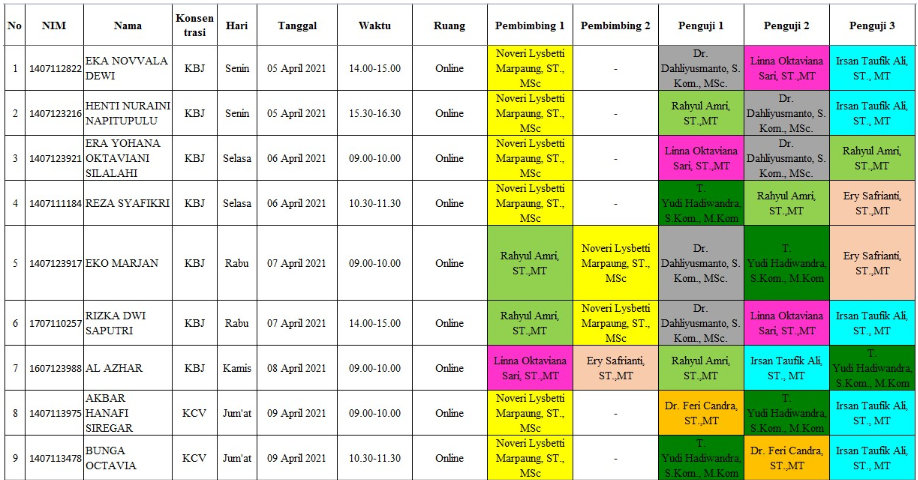 No NIM Nama Konsen trasi Hari Tanggal Waktu Ruang Pembimbing 1 Pembimbing 2 Penguji 1 Penguji 2 Penguji 3
1 1407112822 EKA NOVVALA DEWI KBJ Senin 05 April 2021 14.00-15.00 Online Noveri Lysbetti Marpaung, ST., MSc - Dr. Dahliyusmanto, S. Kom., MSc. Linna Oktaviana Sari, ST.,MT Irsan Taufik Ali, ST., MT
2 1407123216 HENTI NURAINI NAPITUPULU KBJ Senin 05 April 2021 15.30-16.30 Online Noveri Lysbetti Marpaung, ST., MSc - Rahyul Amri, ST.,MT Dr. Dahliyusmanto, S. Kom., MSc. Irsan Taufik Ali, ST., MT
3 1407123921 ERA YOHANA OKTAVIANI SILALAHI KBJ Selasa 06 April 2021 09.00-10.00 Online Noveri Lysbetti Marpaung, ST., MSc - Linna Oktaviana Sari, ST.,MT Dr. Dahliyusmanto, S. Kom., MSc. Rahyul Amri, ST.,MT
4 1407111184 REZA SYAFIKRI KBJ Selasa 06 April 2021 10.30-11.30 Online Noveri Lysbetti Marpaung, ST., MSc - T. Yudi Hadiwandra, S.Kom., M.Kom Rahyul Amri, ST.,MT Ery Safrianti, ST.,MT
5 1407123917 EKO MARJAN KBJ Rabu 07 April 2021 09.00-10.00 Online Rahyul Amri, ST.,MT Noveri Lysbetti Marpaung, ST., MSc Dr. Dahliyusmanto, S. Kom., MSc. T. Yudi Hadiwandra, S.Kom., M.Kom Ery Safrianti, ST.,MT
6 1707110257 RIZKA DWI SAPUTRI KBJ Rabu 07 April 2021 14.00-15.00 Online Rahyul Amri, ST.,MT Noveri Lysbetti Marpaung, ST., MSc Dr. Dahliyusmanto, S. Kom., MSc. Linna Oktaviana Sari, ST.,MT Irsan Taufik Ali, ST., MT
7 1607123988 AL AZHAR KBJ Kamis 08 April 2021 09.00-10.00 Online Linna Oktaviana Sari, ST.,MT Ery Safrianti, ST.,MT Rahyul Amri, ST.,MT Irsan Taufik Ali, ST., MT T. Yudi Hadiwandra, S.Kom., M.Kom
8 1407113975 AKBAR HANAFI SIREGAR KCV Jum'at 09 April 2021 09.00-10.00 Online Noveri Lysbetti Marpaung, ST., MSc - Dr. Feri Candra, ST.,MT T. Yudi Hadiwandra, S.Kom., M.Kom Irsan Taufik Ali, ST., MT
9 1407113478 BUNGA OCTAVIA KCV Jum'at 09 April 2021 10.30-11.30 Online Noveri Lysbetti Marpaung, ST., MSc - T. Yudi Hadiwandra, S.Kom., M.Kom Dr. Feri Candra, ST.,MT Irsan Taufik Ali, ST., MT